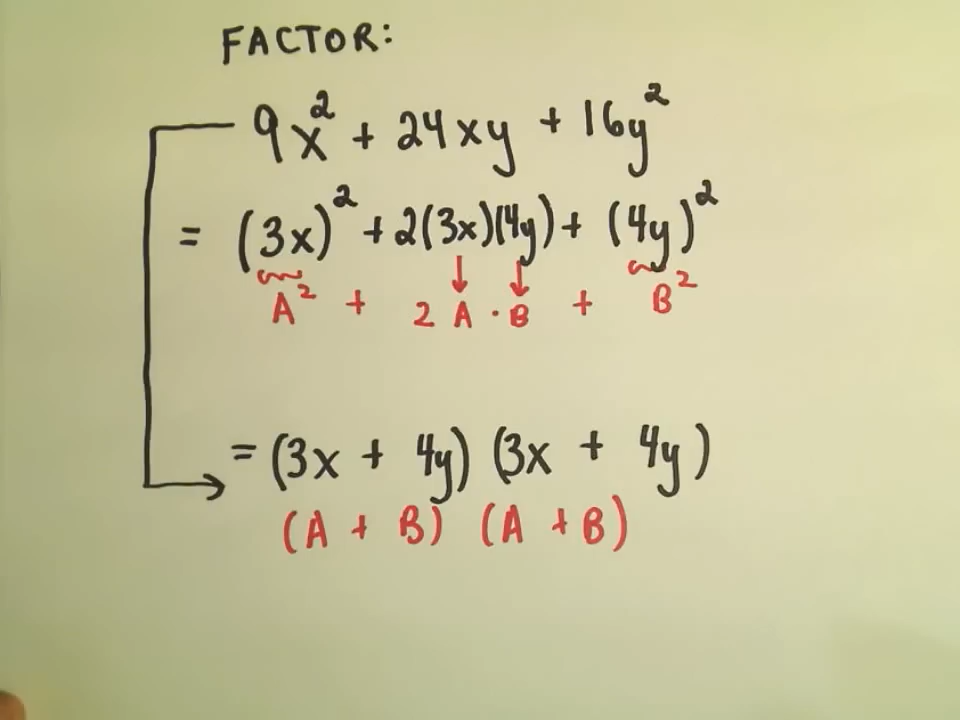 FACTOR:
9x² + 24xy + 16y²
= (3x)² + 2(3x)(4y) + (4y)²
A² + 2 A · B + B²
= (3x + 4y) (3x + 4y)
(A + B) (A + B)